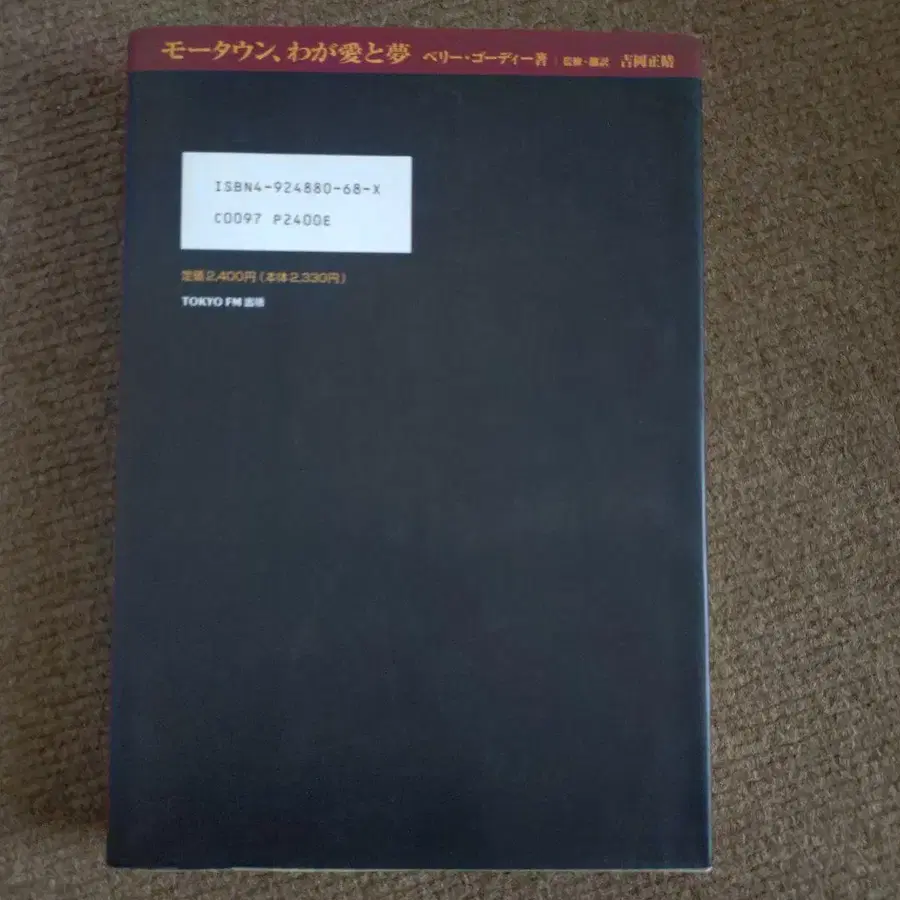 モータウン、わが愛と夢 ベリー・ゴーディー著 | 監修・翻訳 吉岡正晴
ISBN4-924880-68-X
C0097 P2400E
定価2,400円(本体2,330円)
TOKYO FM 出版